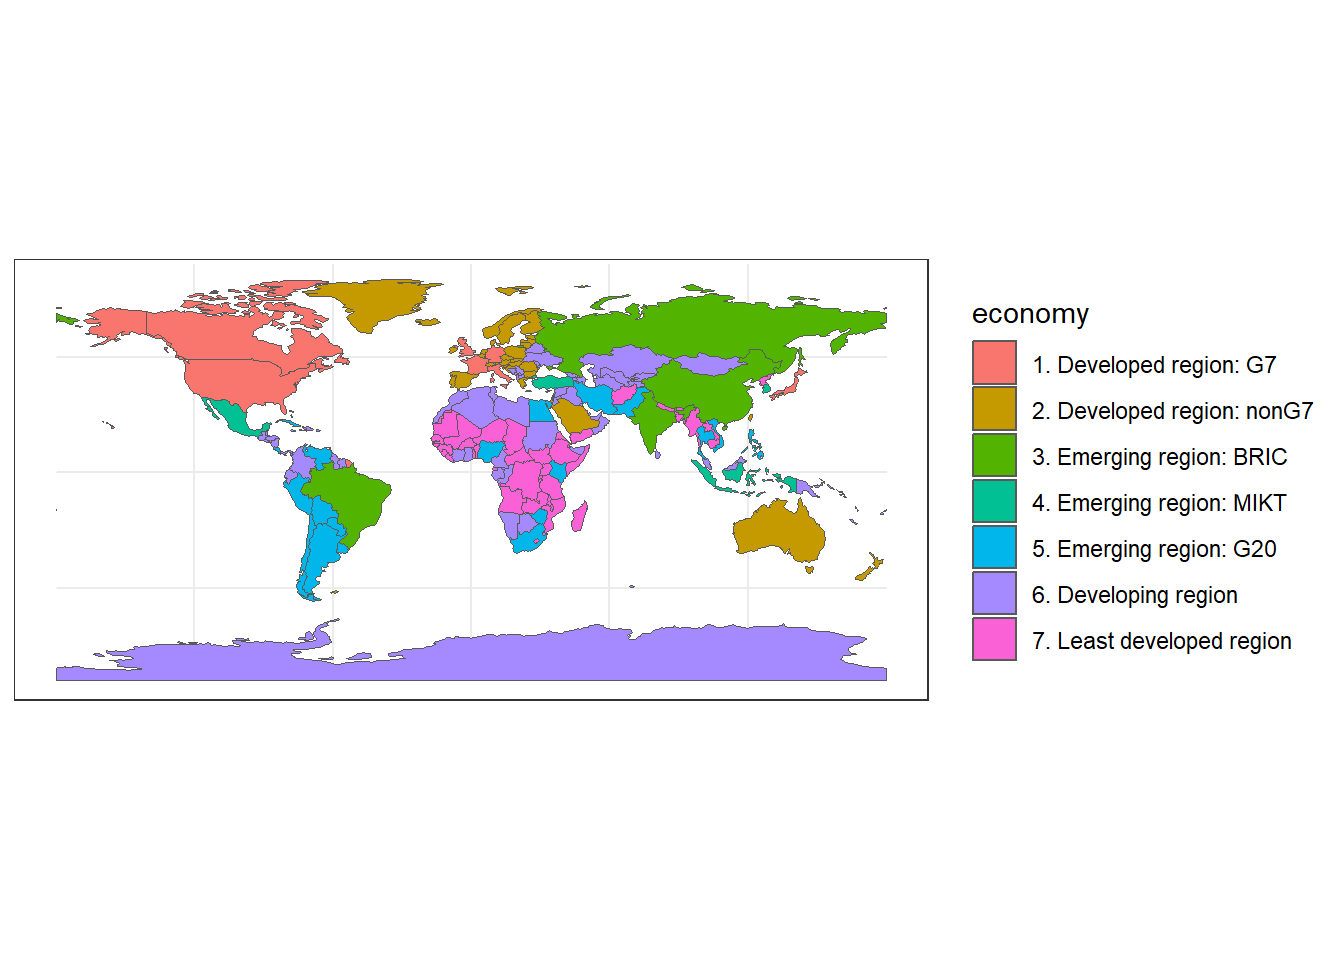 economy
1. Developed region: G7
2. Developed region: nonG7
3. Emerging region: BRIC
4. Emerging region: MIKT
5. Emerging region: G20
6. Developing region
7. Least developed region